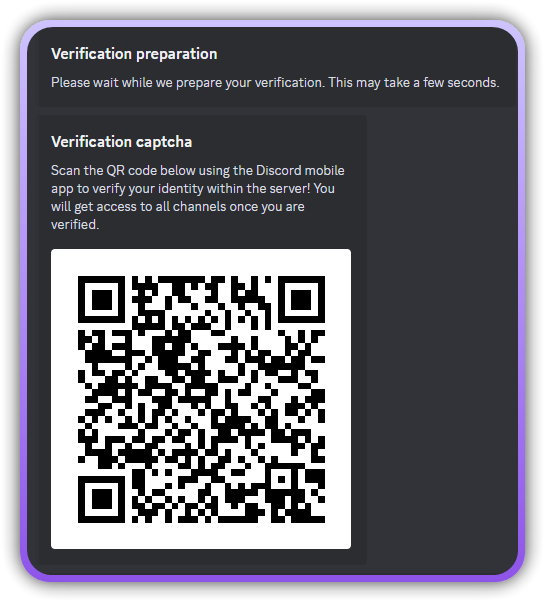 Verification preparation
Please wait while we prepare your verification. This may take a few seconds.
Verification captcha
Scan the QR code below using the Discord mobile
app to verify your identity within the server! You
will get access to all channels once you are
verified.